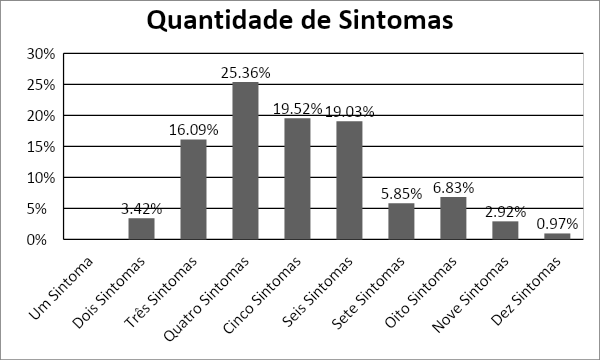 Quantidade de Sintomas
30%
25%
20%
15%
10%
5%
0%
3.42%
16.09%
25.36%
19.52%
19.03%
5.85%
6.83%
2.92%
0.97%
Um Sintoma
Dois Sintomas
Três Sintomas
Quatro Sintomas
Cinco Sintomas
Seis Sintomas
Sete Sintomas
Oito Sintomas
Nove Sintomas
Dez Sintomas